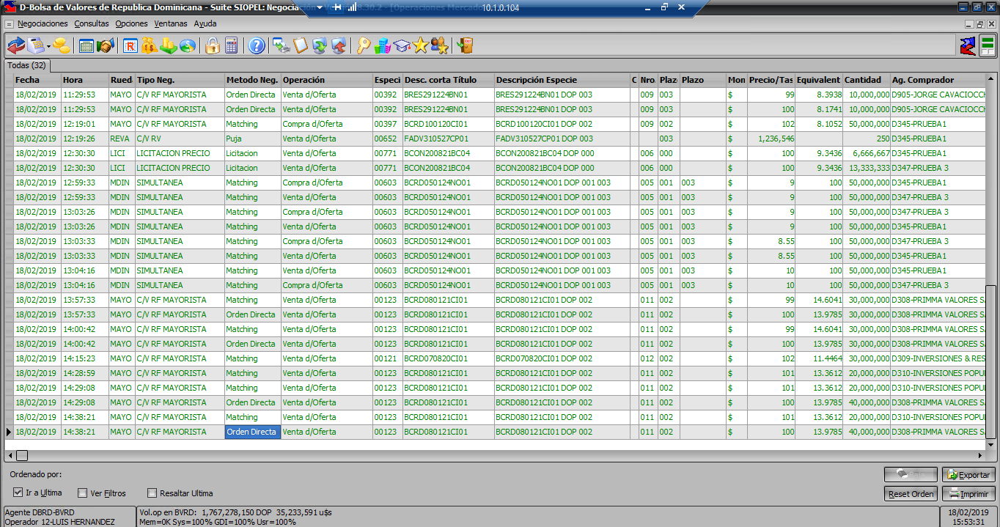 D-Bolsa de Valores de Republica Dominicana - Suite SIOPEL: Negociación [Operaciones Mercado 10.1.0.104
Negociaciones Consultas Opciones Ventanas Ayuda
Todas (32)
Fecha Hora Rued Tipo Neg. Metodo Neg. Operación Especi Desc. corta Título Descripción Especie C Nro. Plaz Plazo Mon Precio/Tas Equivalent Cantidad Ag. Comprador
18/02/2019 11:29:53 MAYO C/V RF MAYORISTA Orden Directa Venta d/Oferta 00392 BRES291224BN01 BRES291224BN01 DOP 003 009 003 $ 99 8.3938 10,000,000 D905-JORGE CAVACIOCCH
18/02/2019 11:29:53 MAYO C/V RF MAYORISTA Orden Directa Venta d/Oferta 00392 BRES291224BN01 BRES291224BN01 DOP 003 009 003 $ 100 8.1741 10,000,000 D905-JORGE CAVACIOCCH
18/02/2019 12:19:01 MAYO C/V RF MAYORISTA Matching Compra d/Oferta 00397 BCRD100120CI01 BCRD100120CI01 DOP 002 009 002 $ 102 8.1052 50,000,000 D345-PRUEBA1
18/02/2019 12:19:26 REVA C/V RV Puja Venta d/Oferta 00652 FADV310527CP01 FADV310527CP01 DOP 003 003 $ 1,236,546 250 D345-PRUEBA1
18/02/2019 12:30:30 LICI LICITACION PRECIO Licitacion Venta d/Oferta 00771 BCON200821BC04 BCON200821BC04 DOP 000 006 000 $ 100 9.3436 6,666,667 D345-PRUEBA1
18/02/2019 12:30:30 LICI LICITACION PRECIO Licitacion Venta d/Oferta 00771 BCON200821BC04 BCON200821BC04 DOP 000 006 000 $ 100 9.3436 13,333,333 D347-PRUEBA 3
18/02/2019 12:59:33 MDIN SIMULTANEA Matching Compra d/Oferta 00603 BCRD050124NO01 BCRD050124NO01 DOP 001 003 005 001 003 $ 9 100 50,000,000 D345-PRUEBA1
18/02/2019 12:59:33 MDIN SIMULTANEA Matching Venta d/Oferta 00603 BCRD050124NO01 BCRD050124NO01 DOP 001 003 005 001 003 $ 9 100 50,000,000 D347-PRUEBA 3
18/02/2019 13:03:26 MDIN SIMULTANEA Matching Compra d/Oferta 00603 BCRD050124NO01 BCRD050124NO01 DOP 001 003 005 001 003 $ 9 100 50,000,000 D347-PRUEBA 3
18/02/2019 13:03:26 MDIN SIMULTANEA Matching Venta d/Oferta 00603 BCRD050124NO01 BCRD050124NO01 DOP 001 003 005 001 003 $ 9 100 50,000,000 D345-PRUEBA1
18/02/2019 13:03:33 MDIN SIMULTANEA Matching Compra d/Oferta 00603 BCRD050124NO01 BCRD050124NO01 DOP 001 003 005 001 003 $ 8.55 100 50,000,000 D347-PRUEBA 3
18/02/2019 13:03:33 MDIN SIMULTANEA Matching Venta d/Oferta 00603 BCRD050124NO01 BCRD050124NO01 DOP 001 003 005 001 003 $ 8.55 100 50,000,000 D345-PRUEBA1
18/02/2019 13:04:16 MDIN SIMULTANEA Matching Venta d/Oferta 00603 BCRD050124NO01 BCRD050124NO01 DOP 001 003 005 001 003 $ 10 100 50,000,000 D345-PRUEBA1
18/02/2019 13:04:16 MDIN SIMULTANEA Matching Compra d/Oferta 00603 BCRD050124NO01 BCRD050124NO01 DOP 001 003 005 001 003 $ 10 100 50,000,000 D347-PRUEBA 3
18/02/2019 13:57:33 MAYO C/V RF MAYORISTA Matching Venta d/Oferta 00123 BCRD080121CI01 BCRD080121CI01 DOP 002 011 002 $ 99 14.6041 30,000,000 D308-PRIMMA VALORES S
18/02/2019 13:57:33 MAYO C/V RF MAYORISTA Orden Directa Venta d/Oferta 00123 BCRD080121CI01 BCRD080121CI01 DOP 002 011 002 $ 100 13.9785 30,000,000 D308-PRIMMA VALORES S
18/02/2019 14:00:42 MAYO C/V RF MAYORISTA Matching Venta d/Oferta 00123 BCRD080121CI01 BCRD080121CI01 DOP 002 011 002 $ 99 14.6041 30,000,000 D308-PRIMMA VALORES S
18/02/2019 14:00:42 MAYO C/V RF MAYORISTA Orden Directa Venta d/Oferta 00123 BCRD080121CI01 BCRD080121CI01 DOP 002 011 002 $ 100 13.9785 30,000,000 D308-PRIMMA VALORES S
18/02/2019 14:15:23 MAYO C/V RF MAYORISTA Matching Venta d/Oferta 00121 BCRD070820CI01 BCRD070820CI01 DOP 002 012 002 $ 102 11.4464 30,000,000 D309-INVERSIONES & RES
18/02/2019 14:28:59 MAYO C/V RF MAYORISTA Matching Venta d/Oferta 00123 BCRD080121CI01 BCRD080121CI01 DOP 002 011 002 $ 101 13.3612 20,000,000 D310-INVERSIONES POPU
18/02/2019 14:29:08 MAYO C/V RF MAYORISTA Matching Venta d/Oferta 00123 BCRD080121CI01 BCRD080121CI01 DOP 002 011 002 $ 101 13.3612 20,000,000 D310-INVERSIONES POPU
18/02/2019 14:29:08 MAYO C/V RF MAYORISTA Orden Directa Venta d/Oferta 00123 BCRD080121CI01 BCRD080121CI01 DOP 002 011 002 $ 100 13.9785 40,000,000 D308-PRIMMA VALORES S
18/02/2019 14:38:21 MAYO C/V RF MAYORISTA Matching Venta d/Oferta 00123 BCRD080121CI01 BCRD080121CI01 DOP 002 011 002 $ 101 13.3612 20,000,000 D310-INVERSIONES POPU
18/02/2019 14:38:21 MAYO C/V RF MAYORISTA Orden Directa Venta d/Oferta 00123 BCRD080121CI01 BCRD080121CI01 DOP 002 011 002 $ 100 13.9785 40,000,000 D308-PRIMMA VALORES S
Ordenado por:
Exportar
Ir a Ultima Ver Filtros Resaltar Ultima
Reset Orden Imprimir
Agente DBRD-BVRD Vol.op en BVRD: 1,767,278,150 DOP 35,233,591 u$s 18/02/2019
Operador 12-LUIS HERNANDEZ Mem=0K Sys=100% GDI=100% Usr=100% 15:53:31